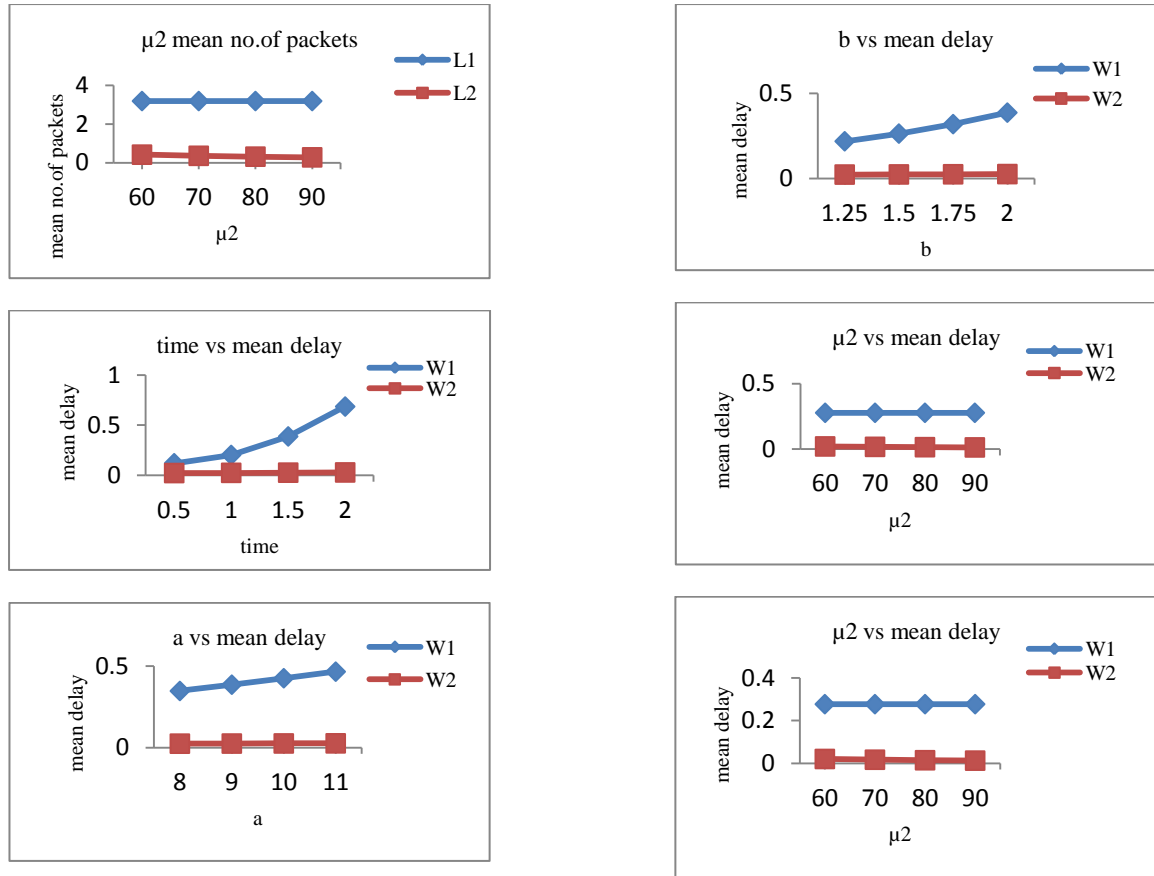 µ2 mean no.of packets
mean no.of packets
4
2
0
60 70 80 90
µ2
L1
L2
b vs mean delay
mean delay
0.5
0
1.25 1.5 1.75 2
b
W1
W2
time vs mean delay
mean delay
1
0.5
0
0.5 1 1.5 2
time
W1
W2
µ2 vs mean delay
mean delay
0.5
0
60 70 80 90
µ2
W1
W2
a vs mean delay
mean delay
0.5
0
8 9 10 11
a
W1
W2
µ2 vs mean delay
mean delay
0.4
0.2
0
60 70 80 90
µ2
W1
W2